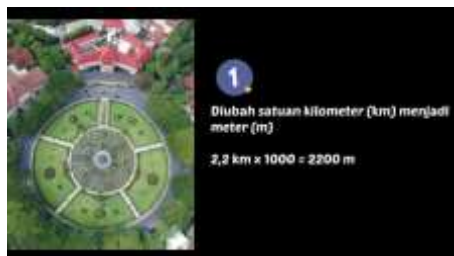 1
Diubah satuan kilometer (km) menjadi
meter (m)
2,2 km x 1000 = 2200 m